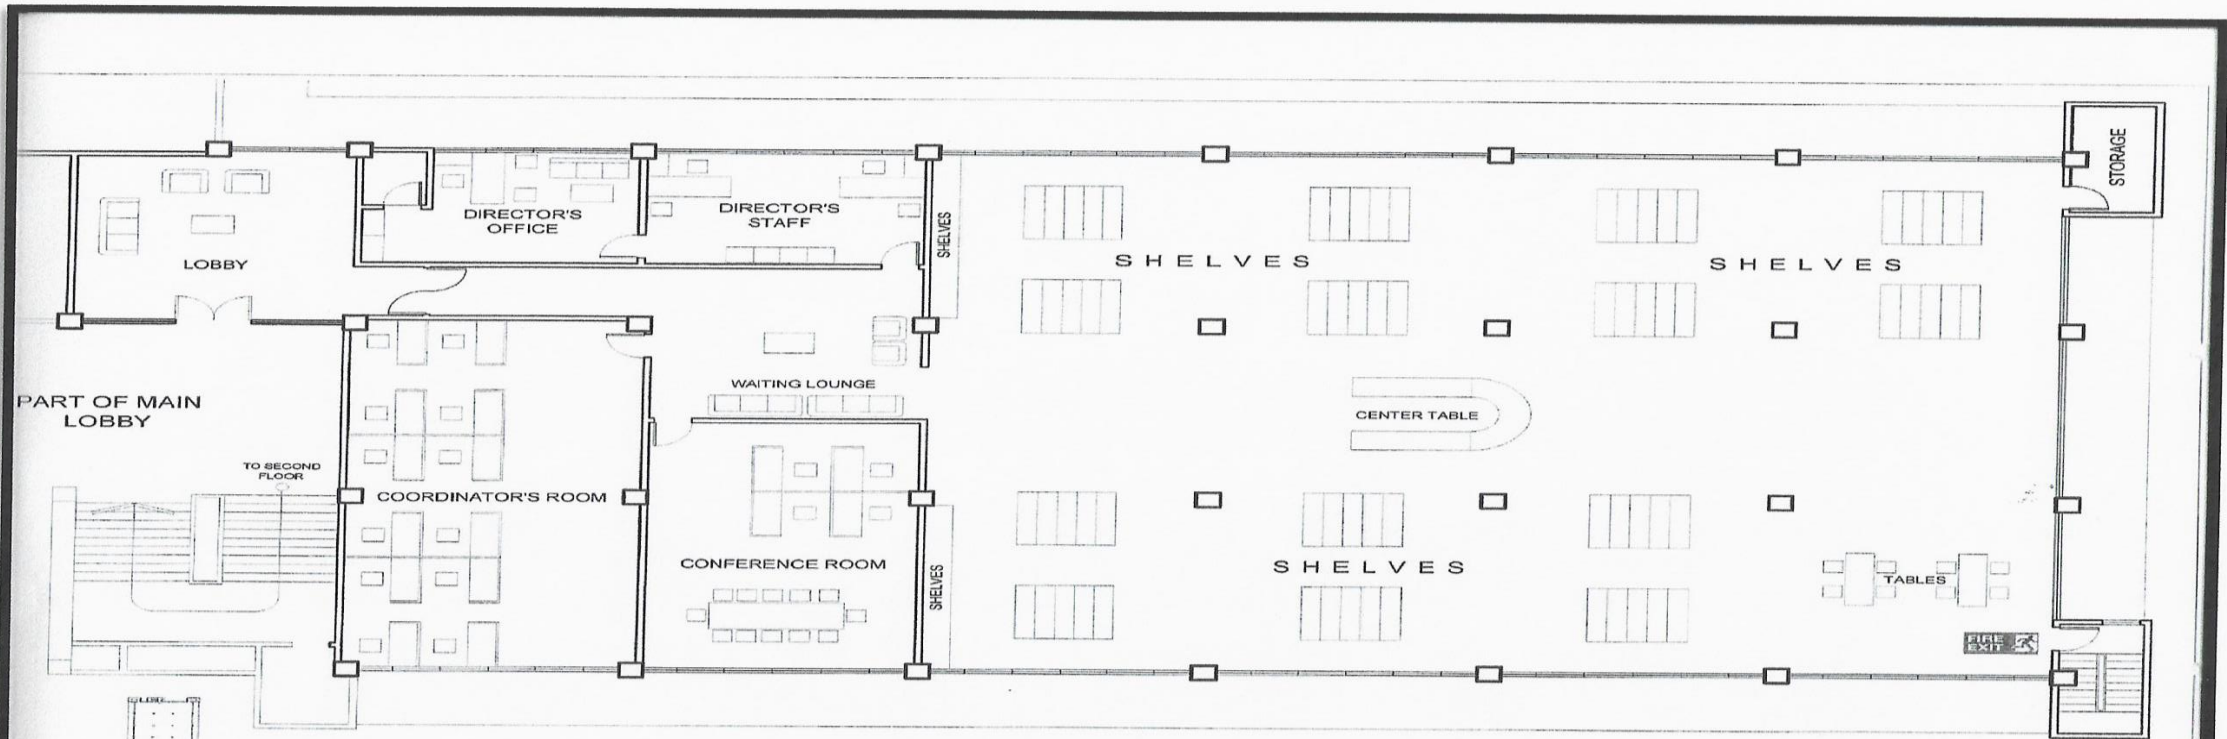 STORAGE
DIRECTOR'S
OFFICE
DIRECTOR'S
STAFF
SHELVES
LOBBY
SHELVES
SHELVES
WAITING LOUNGE
PART OF MAIN
LOBBY
CENTER TABLE
TO SECOND
FLOOR
COORDINATOR'S ROOM
CONFERENCE ROOM
SHELVES
SHELVES
TABLES
FIRE
EXIT